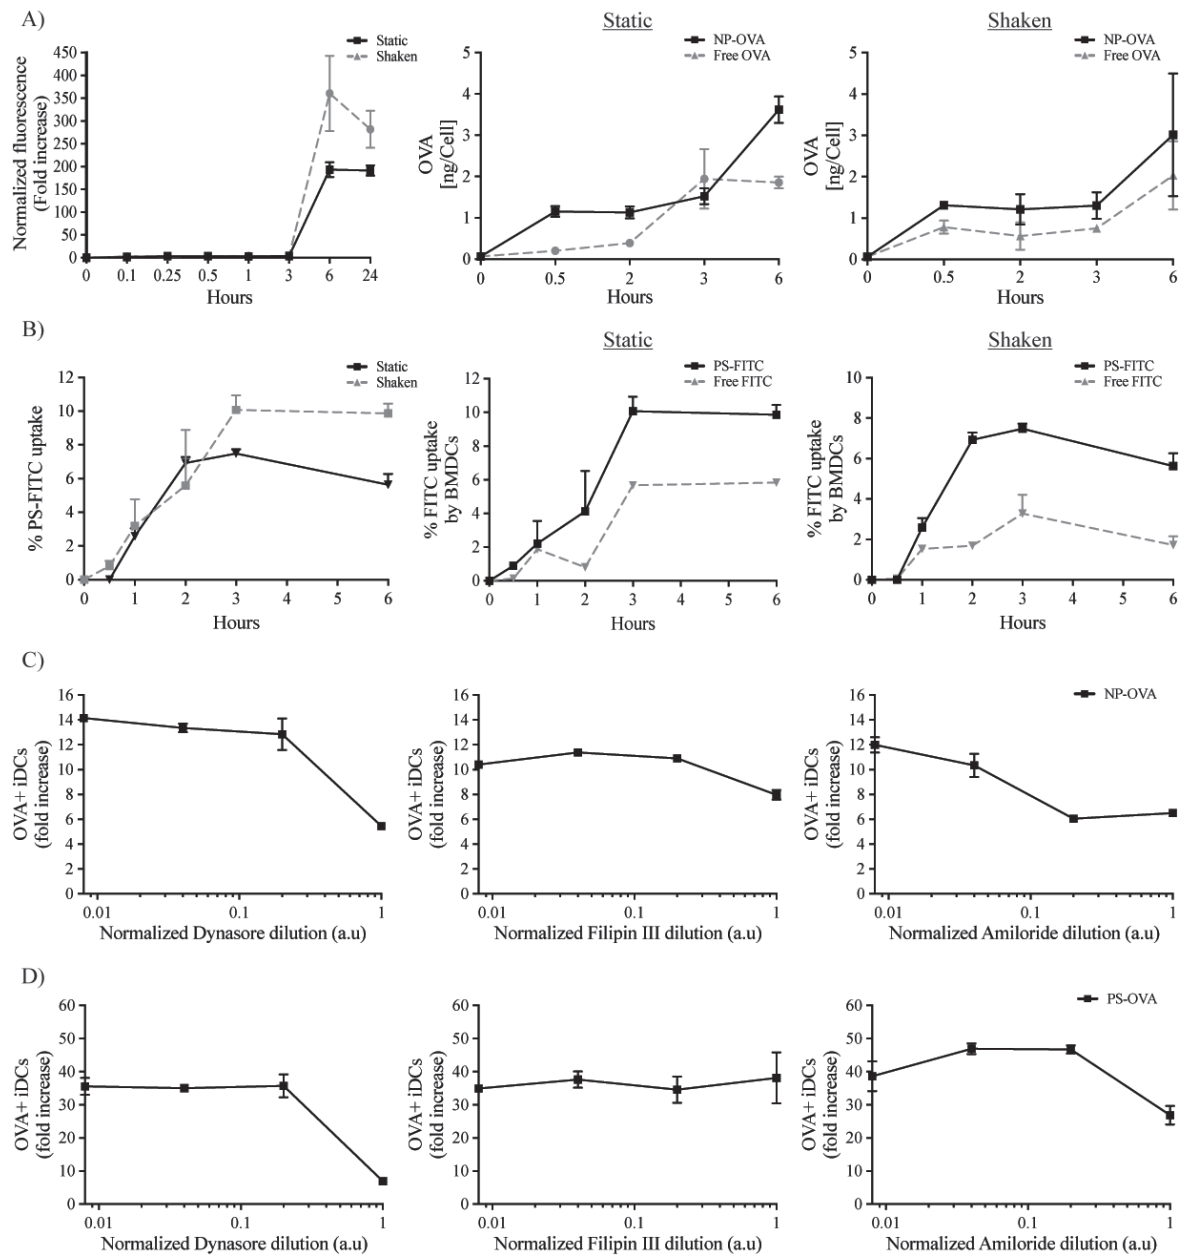 A)
Static
Shaken
Normalized fluorescence
(Fold increase)
450
400
350
300
250
200
150
100
50
0
0 0.1 0.25 0.5 1 3 6 24
Hours
Static
NP-OVA
Free OVA
OVA
[ng/Cell]
5
4
3
2
1
0
0 0.5 2 3 6
Hours
Shaken
NP-OVA
Free OVA
OVA
[ng/Cell]
5
4
3
2
1
0
0 0.5 2 3 6
Hours
B)
Static
Shaken
% PS-FITC uptake
12
10
8
6
4
2
0
0 1 2 3 4 5 6
Hours
Static
PS-FITC
Free FITC
% FITC uptake
by BMDCs
12
10
8
6
4
2
0
0 1 2 3 4 5 6
Hours
Shaken
PS-FITC
Free FITC
% FITC uptake
by BMDCs
10
8
6
4
2
0
0 1 2 3 4 5 6
Hours
C)
OVA+ iDCs
(fold increase)
16
14
12
10
8
6
4
2
0
0.01 0.1 1
Normalized Dynasore dilution (a.u)
OVA+ iDCs
(fold increase)
16
14
12
10
8
6
4
2
0
0.01 0.1 1
Normalized Filipin III dilution (a.u)
NP-OVA
OVA+ iDCs
(fold increase)
16
14
12
10
8
6
4
2
0
0.01 0.1 1
Normalized Amiloride dilution (a.u)
D)
OVA+ iDCs
(fold increase)
60
50
40
30
20
10
0
0.01 0.1 1
Normalized Dynasore dilution (a.u)
OVA+ iDCs
(fold increase)
60
50
40
30
20
10
0
0.01 0.1 1
Normalized Filipin III dilution (a.u)
PS-OVA
OVA+ iDCs
(fold increase)
60
50
40
30
20
10
0
0.01 0.1 1
Normalized Amiloride dilution (a.u)